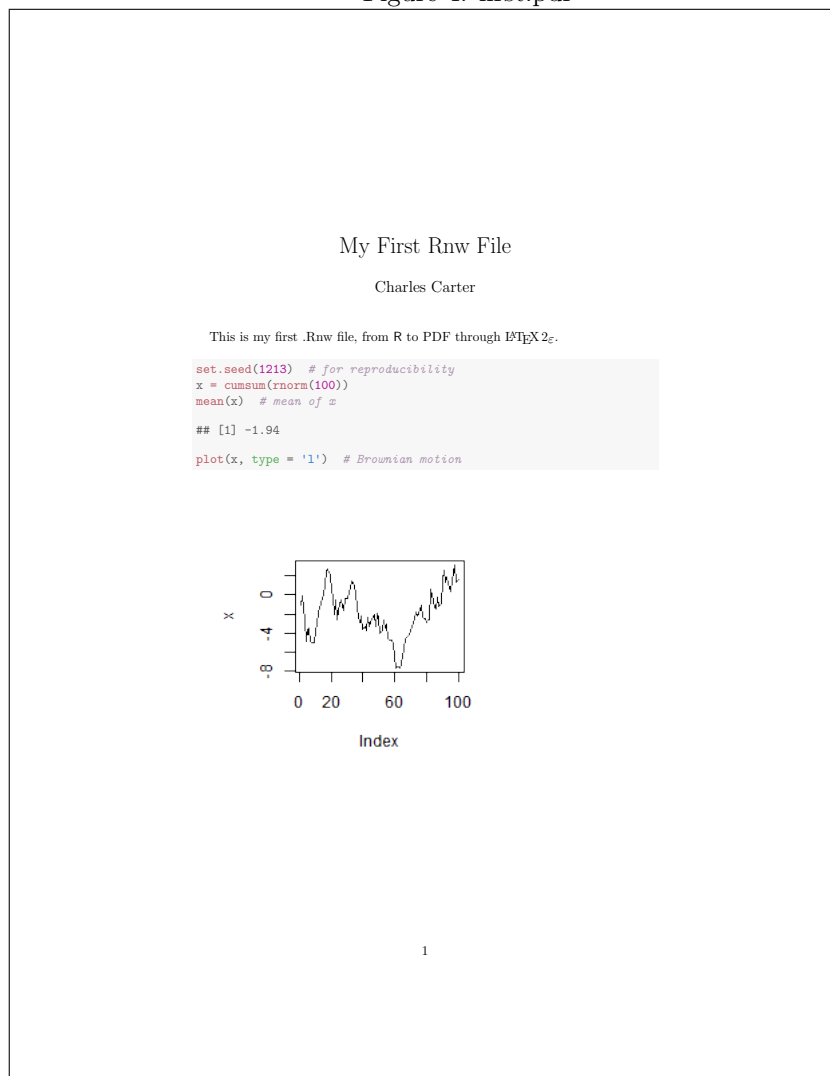 My First Rnw File
Charles Carter
This is my first .Rnw file, from R to PDF through LATEX 2ε.
set.seed(1213)  # for reproducibility
x = cumsum(rnorm(100))
mean(x)  # mean of x
## [1] -1.94
plot(x, type = 'l')  # Brownian motion
0
-4
-8
x
0 20 60 100
Index
1